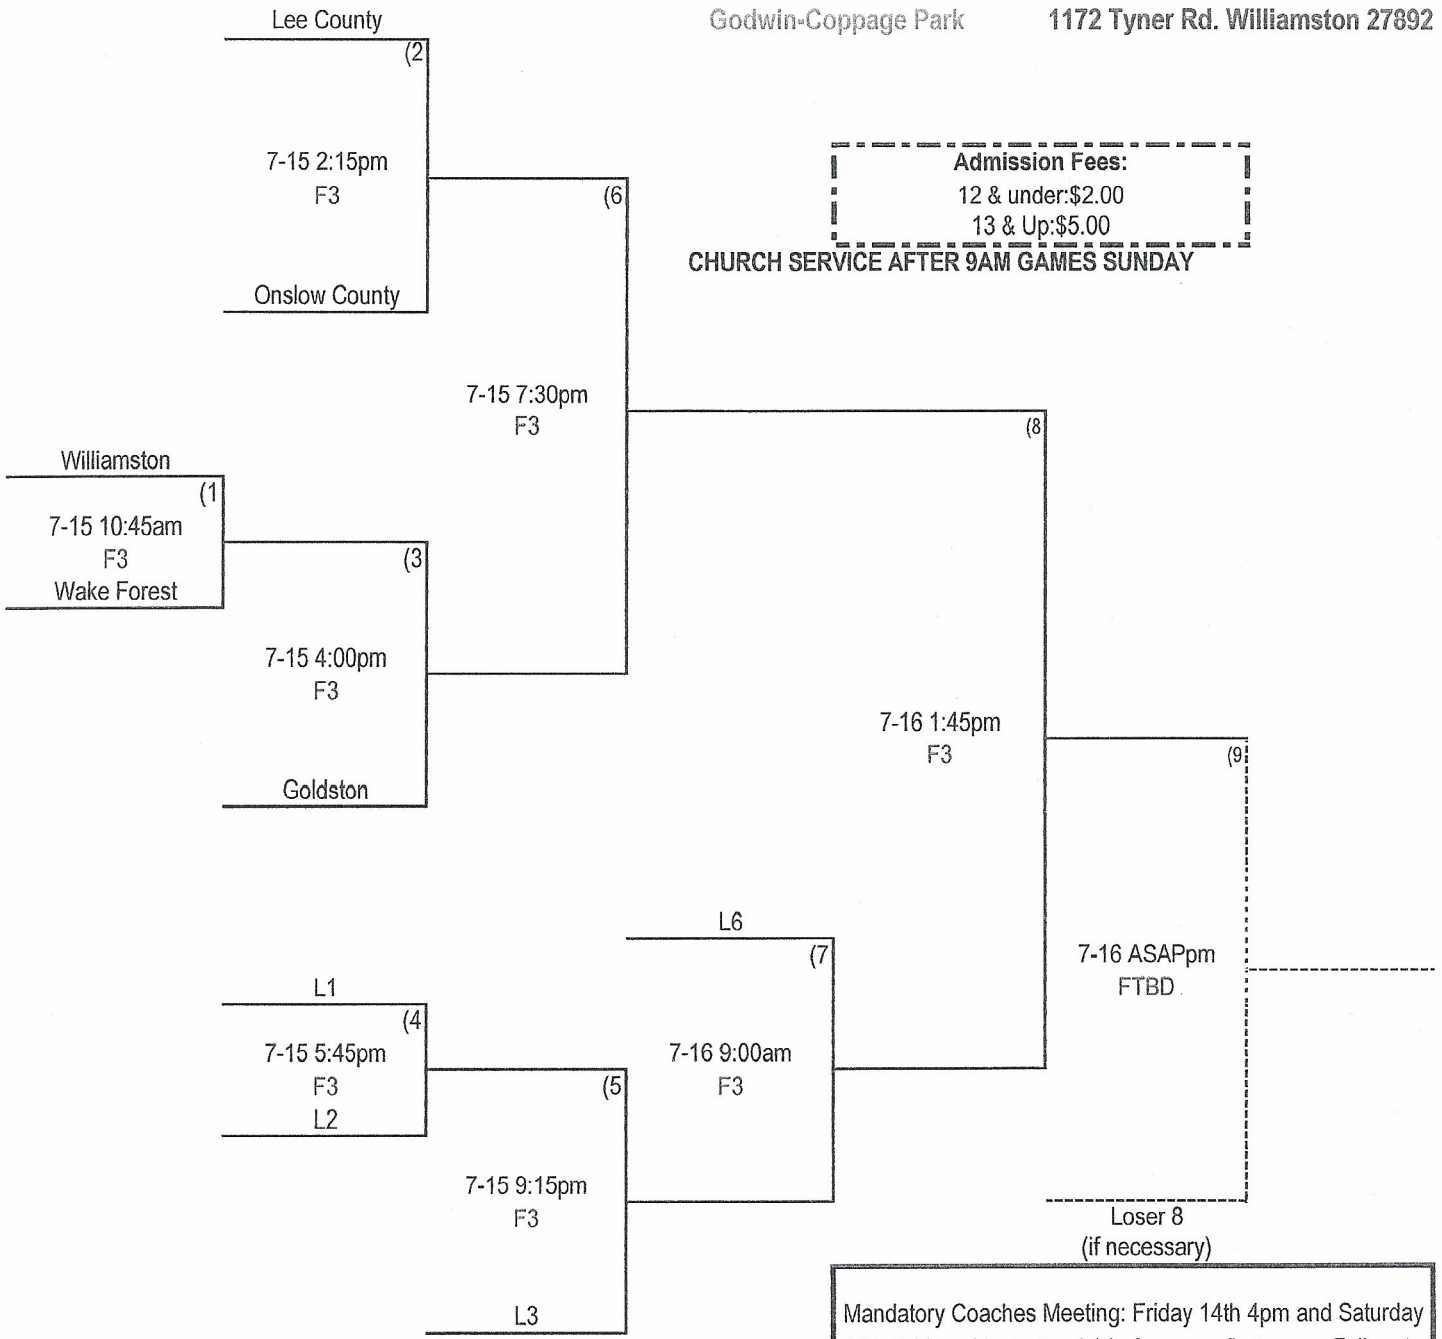 Lee County
Godwin-Coppage Park 1172 Tyner Rd. Williamston 27892
(2
7-15 2:15pm
F3
Onslow County
(6
Admission Fees:
12 & under:$2.00
13 & Up:$5.00
CHURCH SERVICE AFTER 9AM GAMES SUNDAY
7-15 7:30pm
F3
(8
Williamston
(1
7-15 10:45am
F3
Wake Forest
(3
7-15 4:00pm
F3
Goldston
7-16 1:45pm
F3
(9
L6
(7
7-16 9:00am
F3
7-16 ASAPpm
FTBD
L1
(4
7-15 5:45pm
F3
L2
(5
7-15 9:15pm
F3
L3
Loser 8
(if necessary)
Mandatory Coaches Meeting: Friday 14th 4pm and Saturday